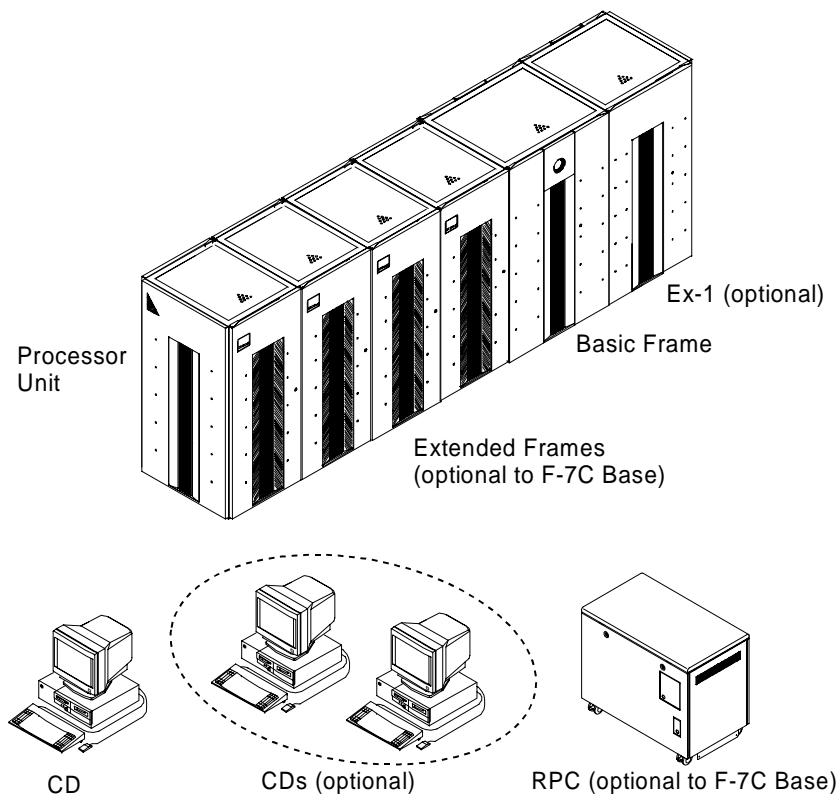 Ex-1 (optional)
Basic Frame
Processor
Unit
Extended Frames
(optional to F-7C Base)
CD
CDs (optional)
RPC (optional to F-7C Base)